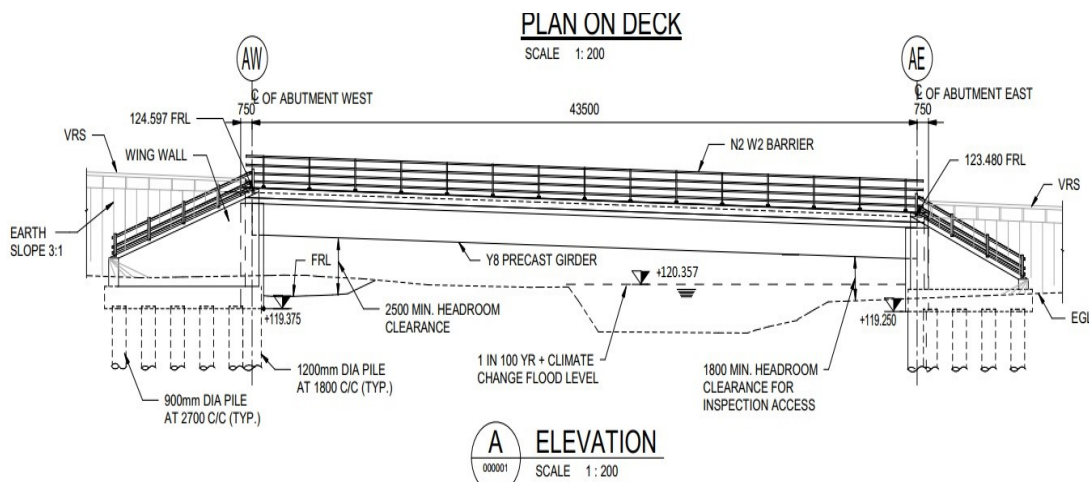 PLAN ON DECK
SCALE 1: 200
AW
AE
℄ OF ABUTMENT WEST
℄ OF ABUTMENT EAST
750
43500
750
124.597 FRL
VRS
WING WALL
N2 W2 BARRIER
123.480 FRL
VRS
EARTH
SLOPE 3:1
FRL
Y8 PRECAST GIRDER
+120.357
+119.375
2500 MIN. HEADROOM
CLEARANCE
+119.250
EGL
1 IN 100 YR + CLIMATE
CHANGE FLOOD LEVEL
1800 MIN. HEADROOM
CLEARANCE FOR
INSPECTION ACCESS
1200mm DIA PILE
AT 1800 C/C (TYP.)
900mm DIA PILE
AT 2700 C/C (TYP.)
A
000001
ELEVATION
SCALE 1 : 200